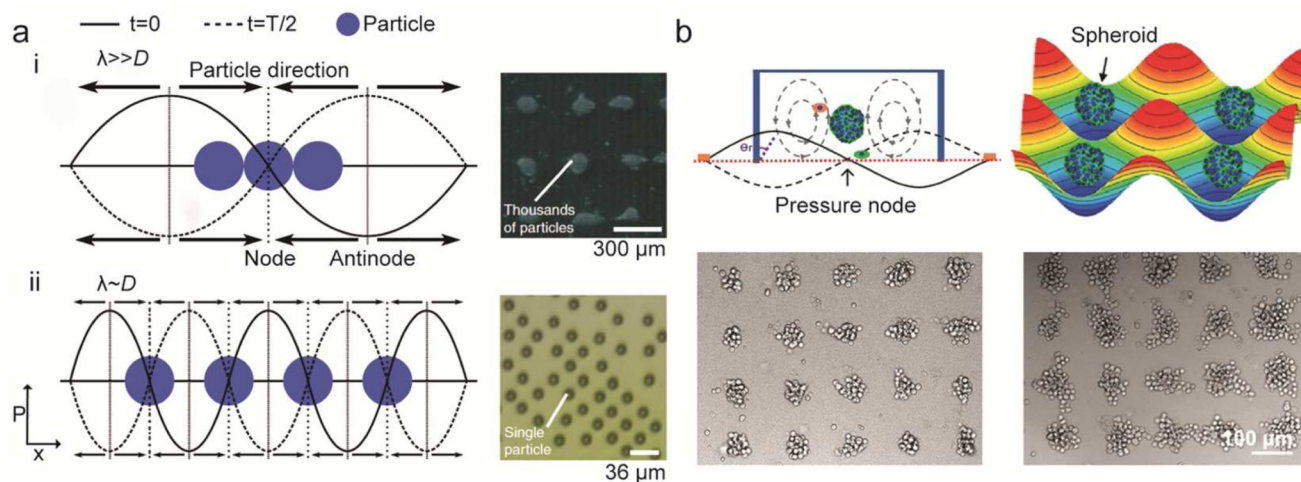 a
t=0
t=T/2
Particle
i
λ>>D
Particle direction
Node
Antinode
Thousands
of particles
300 μm
ii
λ~D
P
x
Single
particle
36 μm
b
Θr
Pressure node
Spheroid
100 μm